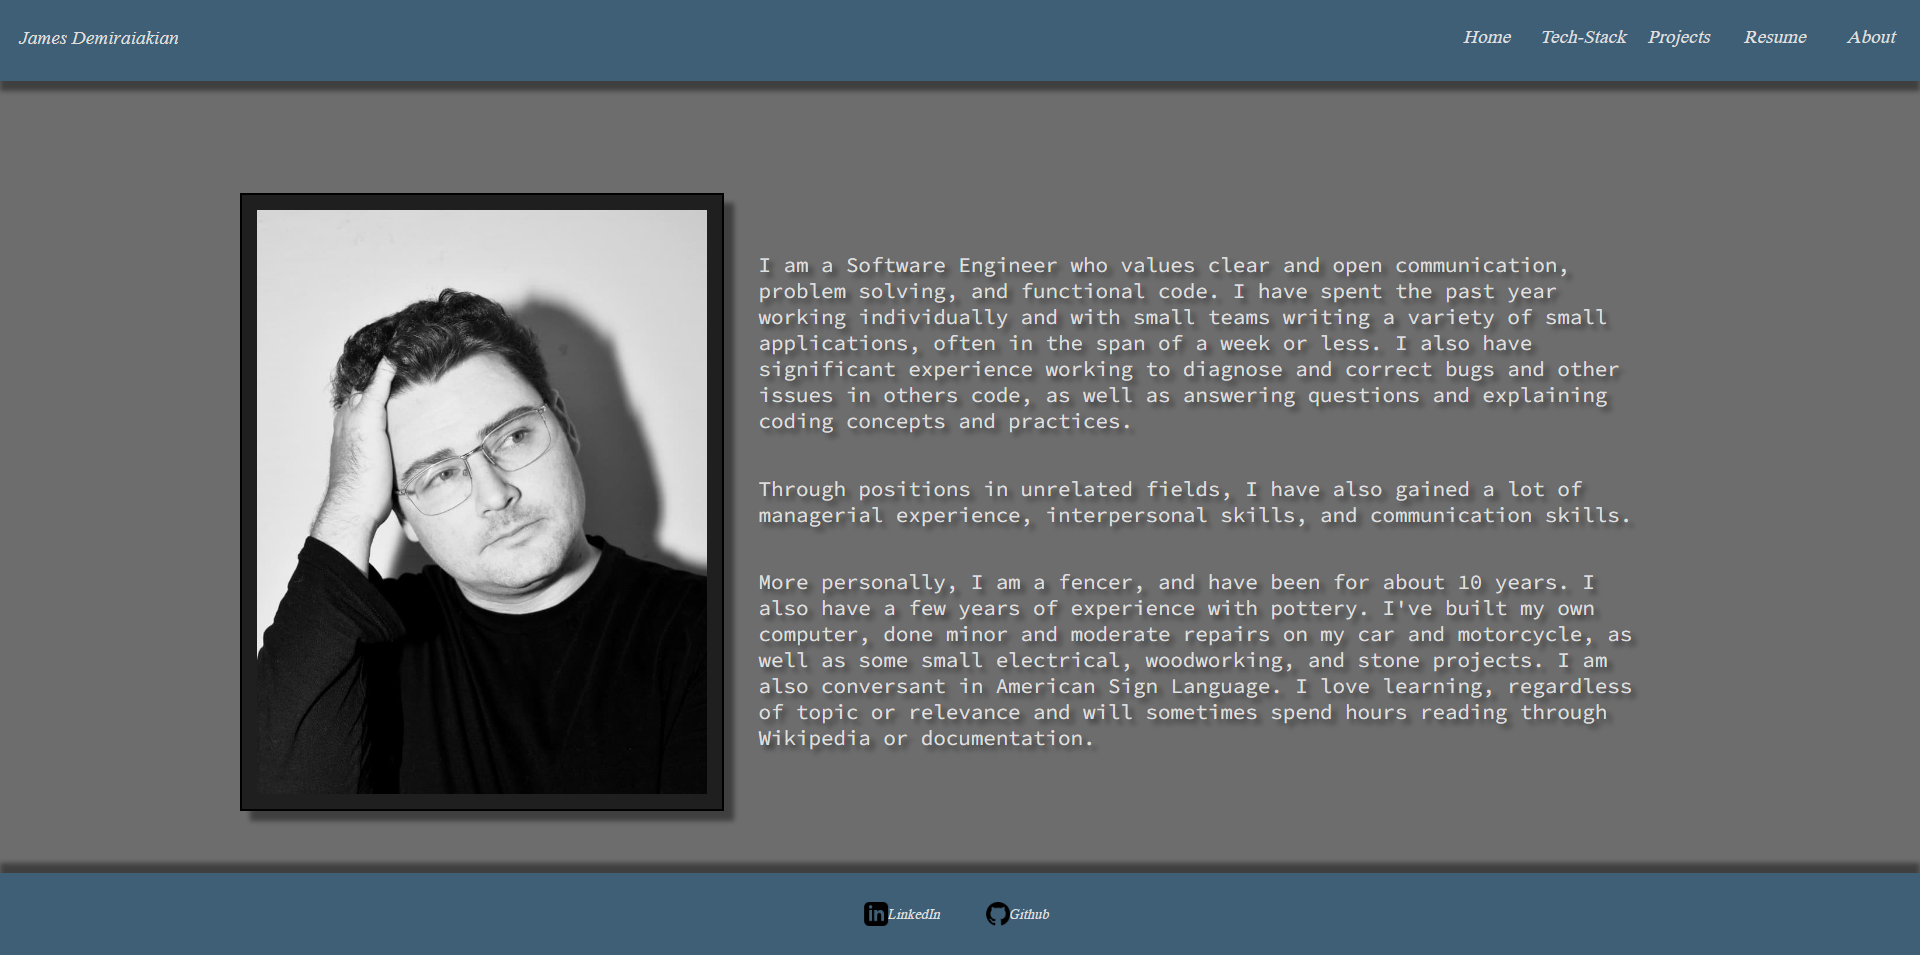 James Demiraiakian
Home Tech-Stack Projects Resume About
I am a Software Engineer who values clear and open communication,
problem solving, and functional code. I have spent the past year
working individually and with small teams writing a variety of small
applications, often in the span of a week or less. I also have
significant experience working to diagnose and correct bugs and other
issues in others code, as well as answering questions and explaining
coding concepts and practices.
Through positions in unrelated fields, I have also gained a lot of
managerial experience, interpersonal skills, and communication skills.
More personally, I am a fencer, and have been for about 10 years. I
also have a few years of experience with pottery. I've built my own
computer, done minor and moderate repairs on my car and motorcycle, as
well as some small electrical, woodworking, and stone projects. I am
also conversant in American Sign Language. I love learning, regardless
of topic or relevance and will sometimes spend hours reading through
Wikipedia or documentation.
in LinkedIn Github